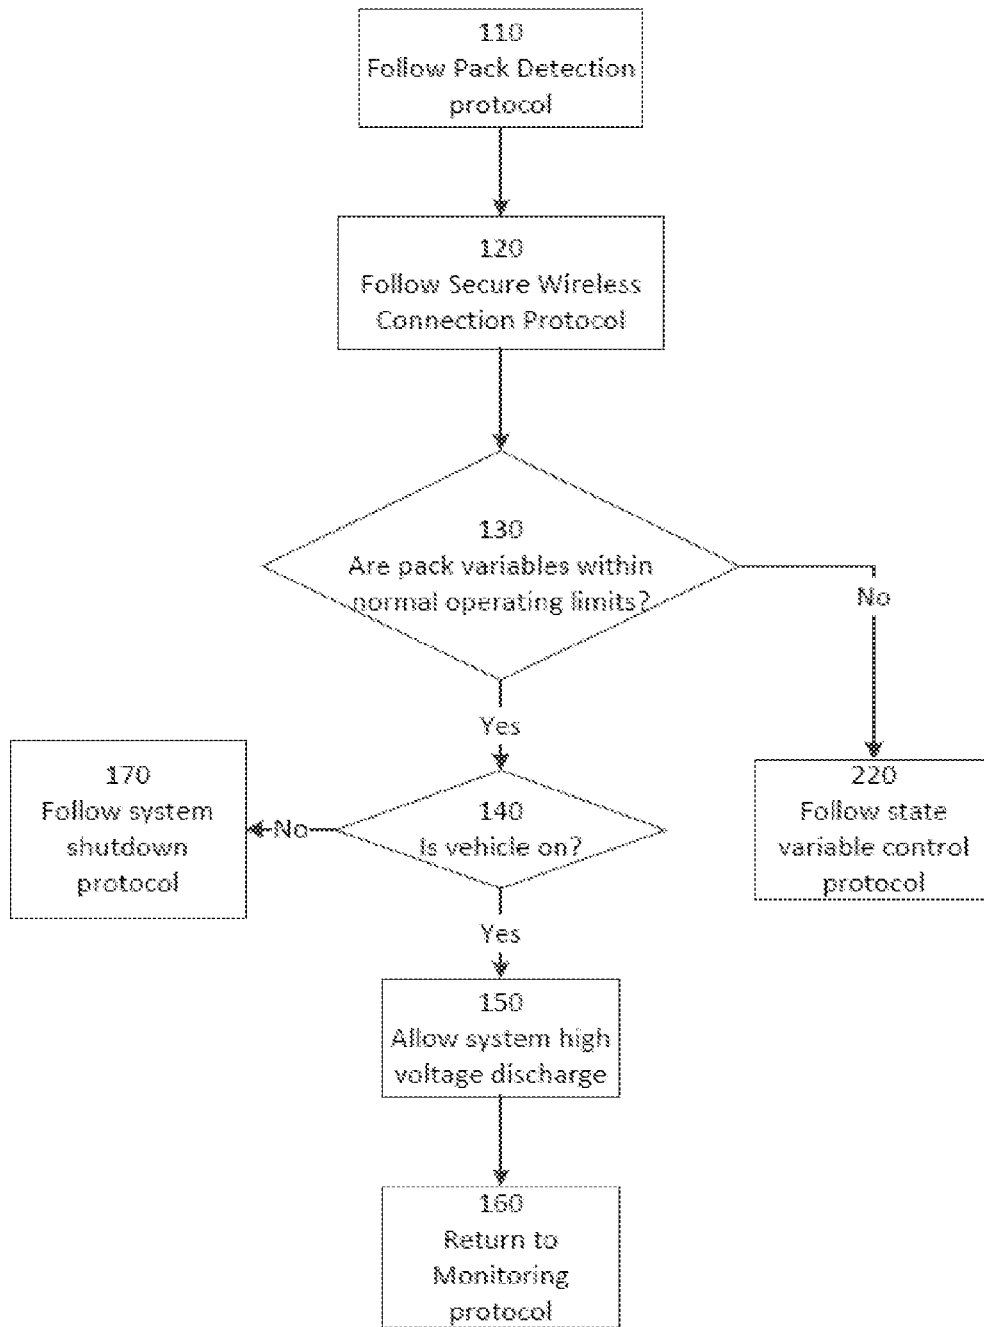 110
Follow Pack Detection
protocol
120
Follow Secure Wireless
Connection Protocol
130
Are pack variables within
normal operating limits?
No
Yes
170
Follow system
shutdown
protocol
No
140
Is vehicle on?
220
Follow state
variable control
protocol
Yes
150
Allow system high
voltage discharge
160
Return to
Monitoring
protocol